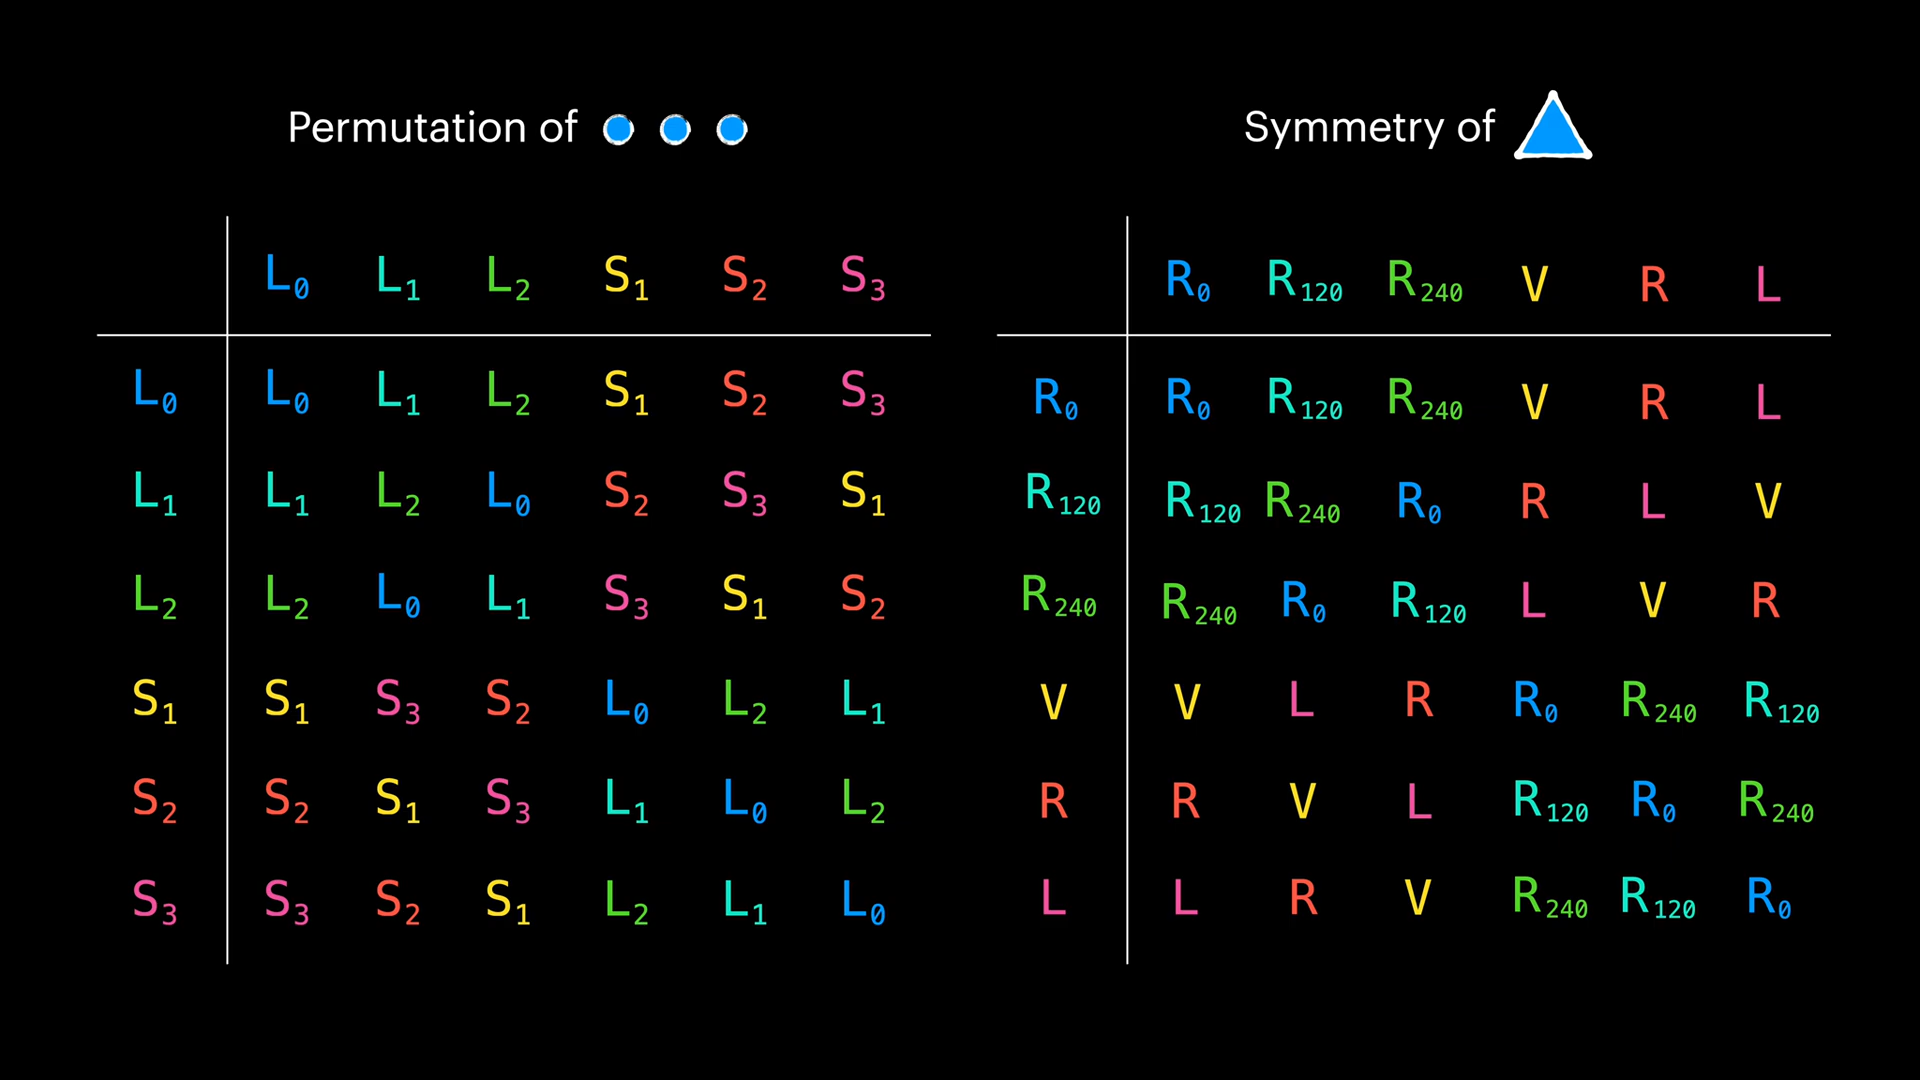 Permutation of
L₀ L₁ L₂ S₁ S₂ S₃
L₀ L₀ L₁ L₂ S₁ S₂ S₃
L₁ L₁ L₂ L₀ S₂ S₃ S₁
L₂ L₂ L₀ L₁ S₃ S₁ S₂
S₁ S₁ S₃ S₂ L₀ L₂ L₁
S₂ S₂ S₁ S₃ L₁ L₀ L₂
S₃ S₃ S₂ S₁ L₂ L₁ L₀
Symmetry of
R₀ R₁₂₀ R₂₄₀ V R L
R₀ R₀ R₁₂₀ R₂₄₀ V R L
R₁₂₀ R₁₂₀ R₂₄₀ R₀ R L V
R₂₄₀ R₂₄₀ R₀ R₁₂₀ L V R
V V L R R₀ R₂₄₀ R₁₂₀
R R V L R₁₂₀ R₀ R₂₄₀
L L R V R₂₄₀ R₁₂₀ R₀